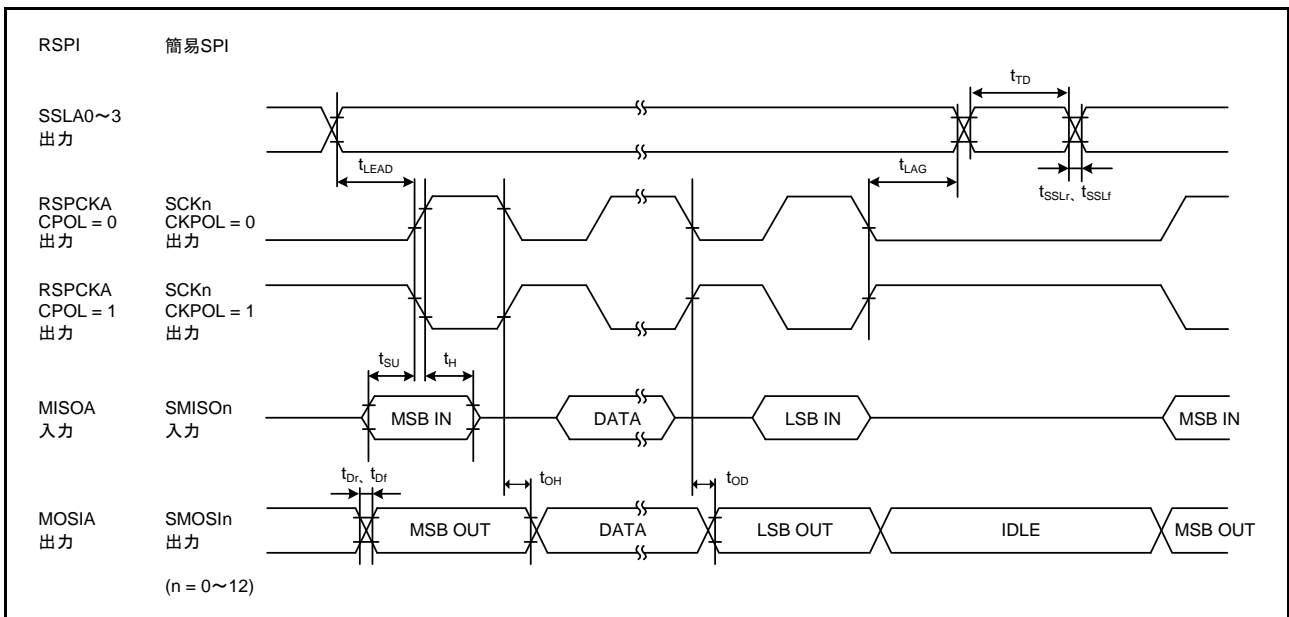 RSPI 簡易SPI
tTD
SSLA0~3
出力
tLEAD
tLAG
tSSLr、tSSLf
RSPCKA SCKn
CPOL = 0 CKPOL = 0
出力 出力
RSPCKA SCKn
CPOL = 1 CKPOL = 1
出力 出力
tSU tH
MISOA SMISOn
入力 入力
MSB IN DATA LSB IN MSB IN
tDr、tDf
tOH tOD
MOSIA SMOSIn
出力 出力
MSB OUT DATA LSB OUT IDLE MSB OUT
(n = 0~12)